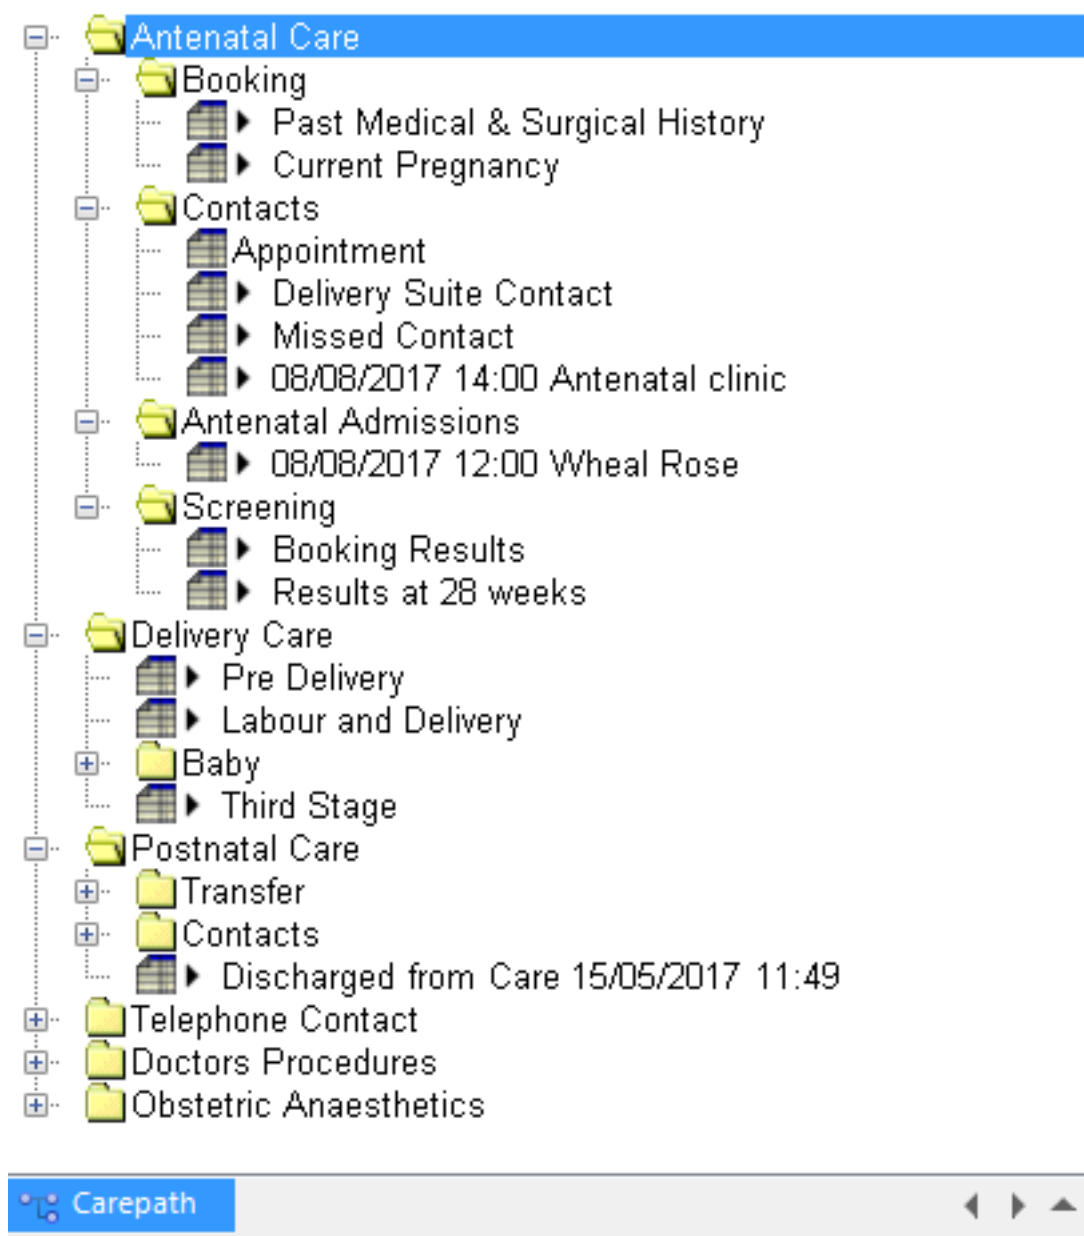 Antenatal Care
Booking
Past Medical & Surgical History
Current Pregnancy
Contacts
Appointment
Delivery Suite Contact
Missed Contact
08/08/2017 14:00 Antenatal clinic
Antenatal Admissions
08/08/2017 12:00 Wheal Rose
Screening
Booking Results
Results at 28 weeks
Delivery Care
Pre Delivery
Labour and Delivery
Baby
Third Stage
Postnatal Care
Transfer
Contacts
Discharged from Care 15/05/2017 11:49
Telephone Contact
Doctors Procedures
Obstetric Anaesthetics
Carepath